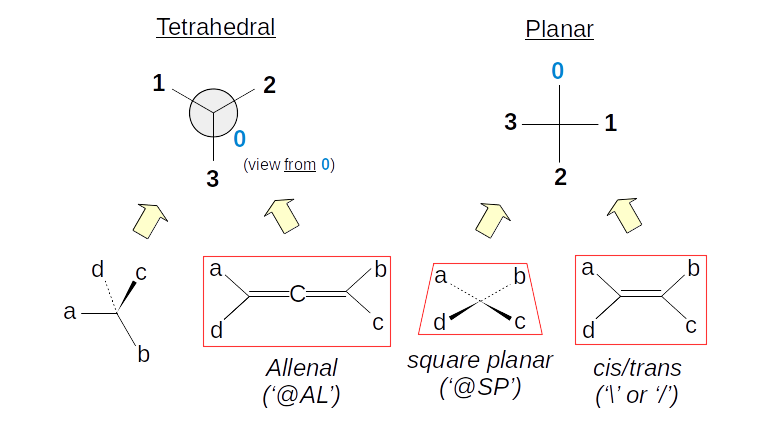 Tetrahedral
Planar
1 2
0
(view from 0)
3
0
3 1
2
d c
a
b
a b
C
d c
Allenal
('@AL')
a b
d c
square planar
('@SP')
a b
d c
cis/trans
('\' or '/')